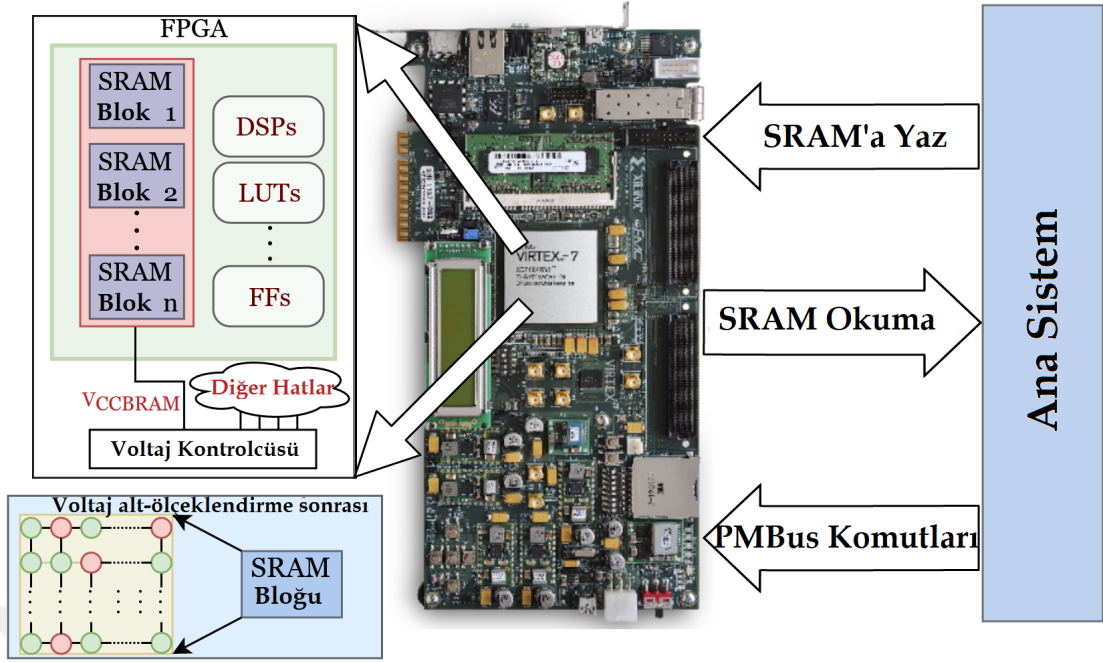 FPGA
SRAM
Blok 1
SRAM
Blok 2
SRAM
Blok n
DSPs
LUTs
FFs
VCCBRAM
Diğer Hatlar
Voltaj Kontrolcüsü
Voltaj alt-ölçeklendirme sonrası
SRAM
Bloğu
XILINX
VIRTEX-7
VIRTEX
SRAM'a Yaz
SRAM Okuma
PMBus Komutları
Ana Sistem